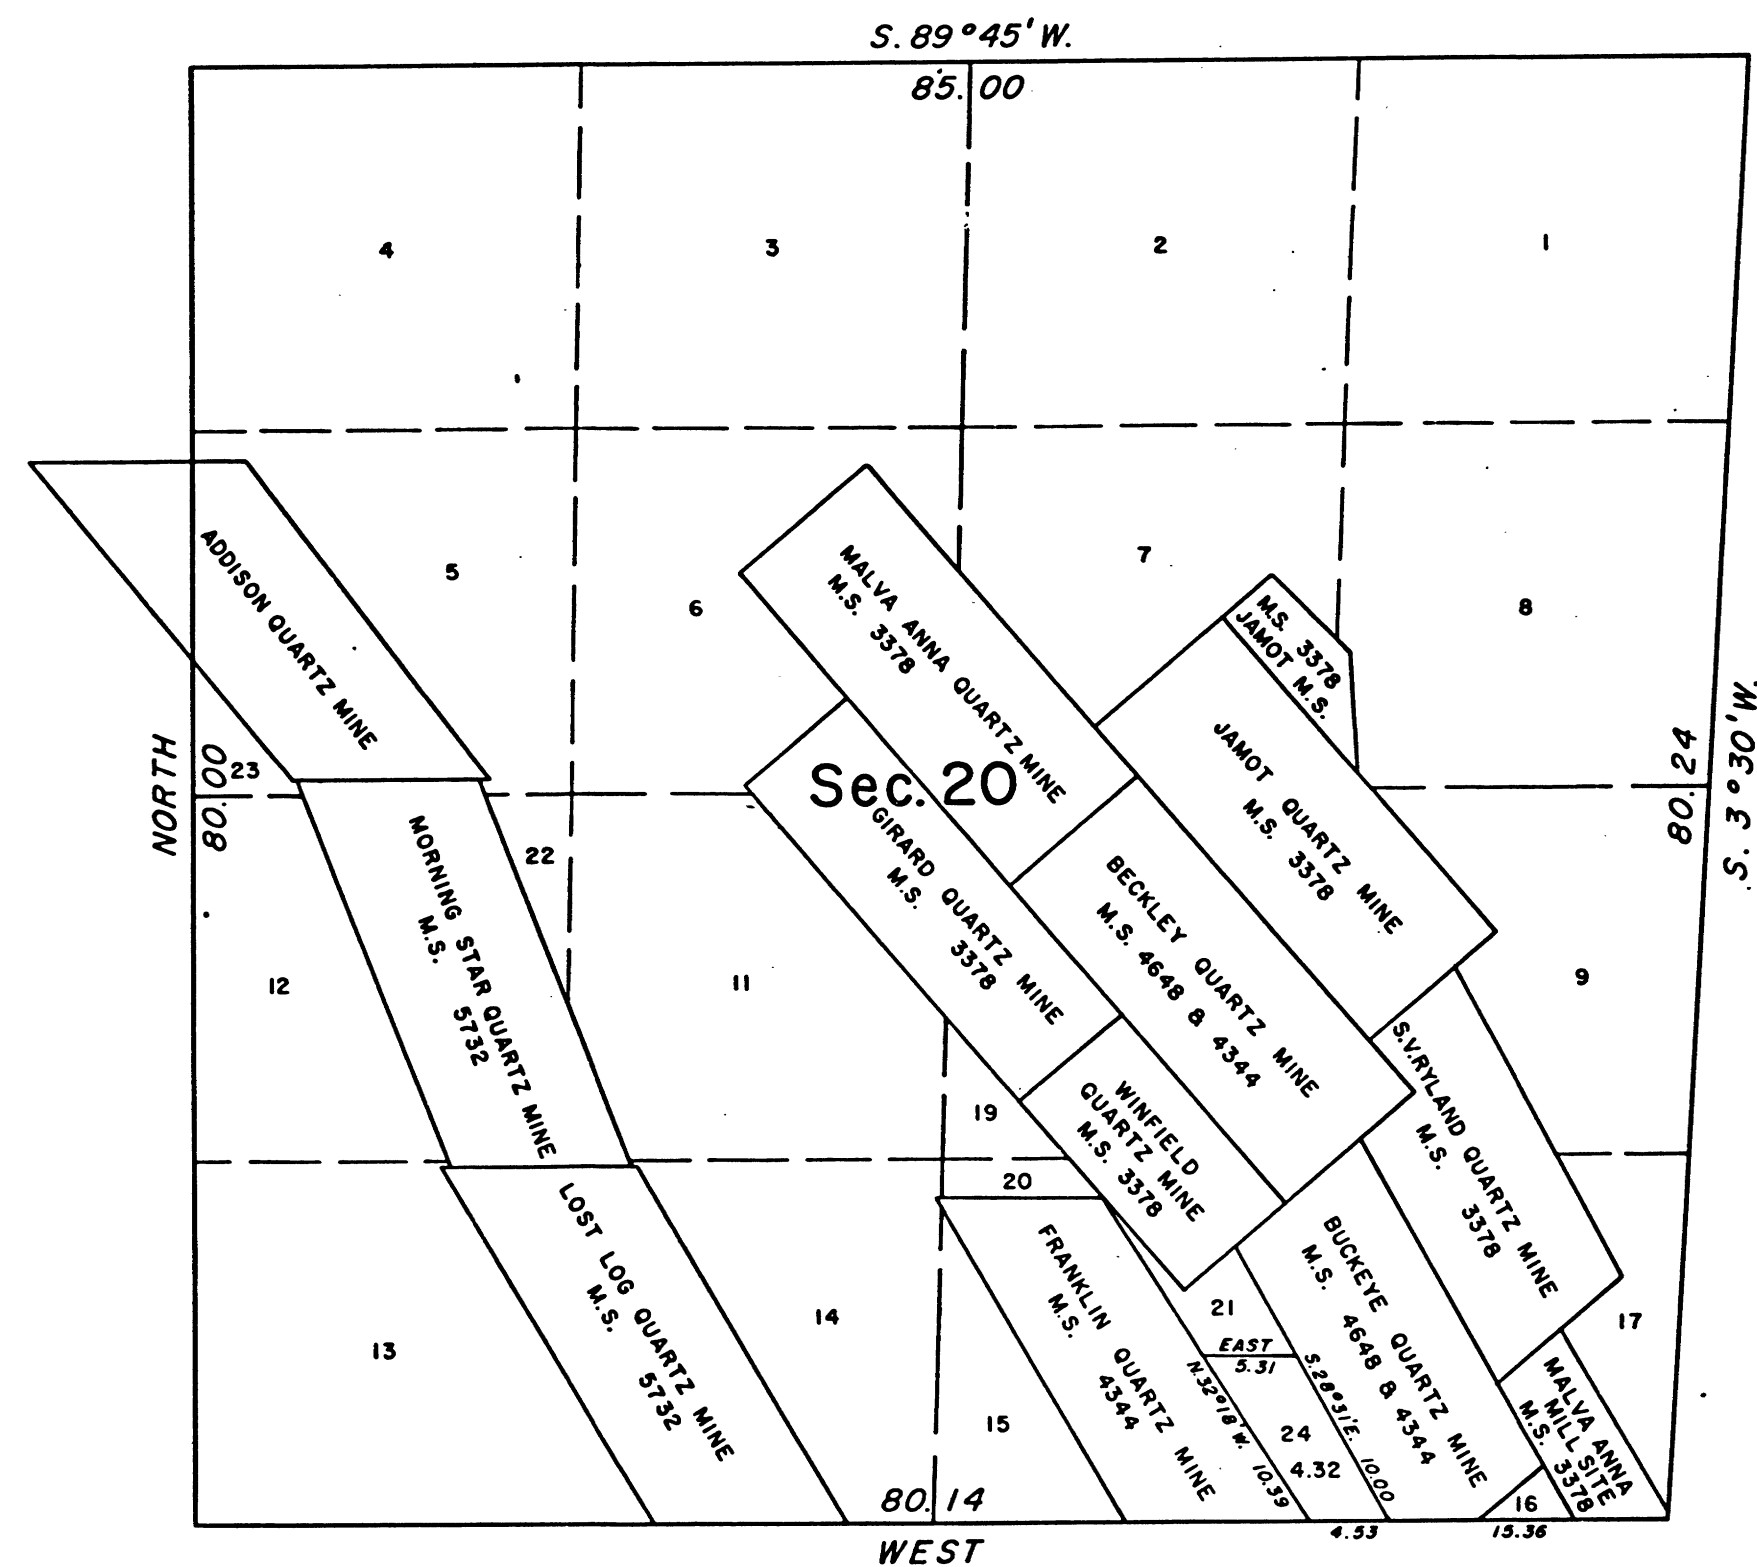 S. 89°45' W.
85.00
4
3
2
1
ADDISON QUARTZ MINE
5
6
MALVA ANNA QUARTZ MINE
M.S. 3378
7
M.S. 3378
JAMOT M.S.
8
JAMOT QUARTZ MINE
M.S. 3378
NORTH
80.00
23
Sec. 20
80.24
S. 3°30' W.
MORNING STAR QUARTZ MINE
M.S. 5732
22
GIRARD QUARTZ MINE
M.S. 3378
BECKLEY QUARTZ MINE
M.S. 4648 & 4344
12
11
9
S.V.RYLAND QUARTZ MINE
M.S. 3378
19
WINFIELD
QUARTZ MINE
M.S. 3378
20
LOST LOG QUARTZ MINE
M.S. 5732
FRANKLIN QUARTZ MINE
M.S. 4344
BUCKEYE QUARTZ MINE
M.S. 4648 & 4344
13
14
21
17
EAST
5.31
N.32°18'W. 10.39
S.28°31'E. 10.00
MALVA ANNA
MILL SITE
M.S. 3378
15
24
4.32
16
80.14
4.53
15.36
WEST